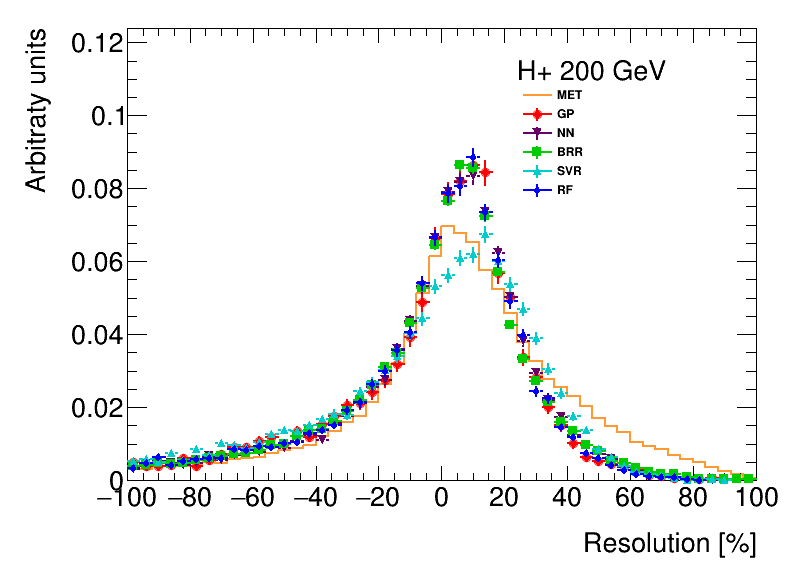 Arbitraty units
0.12
0.1
0.08
0.06
0.04
0.02
0
H+ 200 GeV
MET
GP
NN
BRR
SVR
RF
−100 −80 −60 −40 −20 0 20 40 60 80 100
Resolution [%]